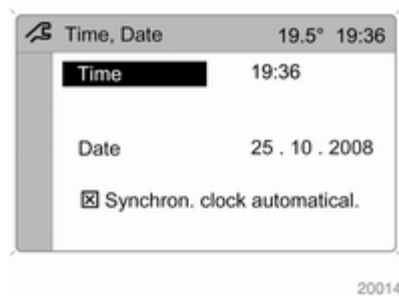 Time, Date 19.5° 19:36
Time 19:36
Date 25 . 10 . 2008
Synchron. clock automatical.
20014